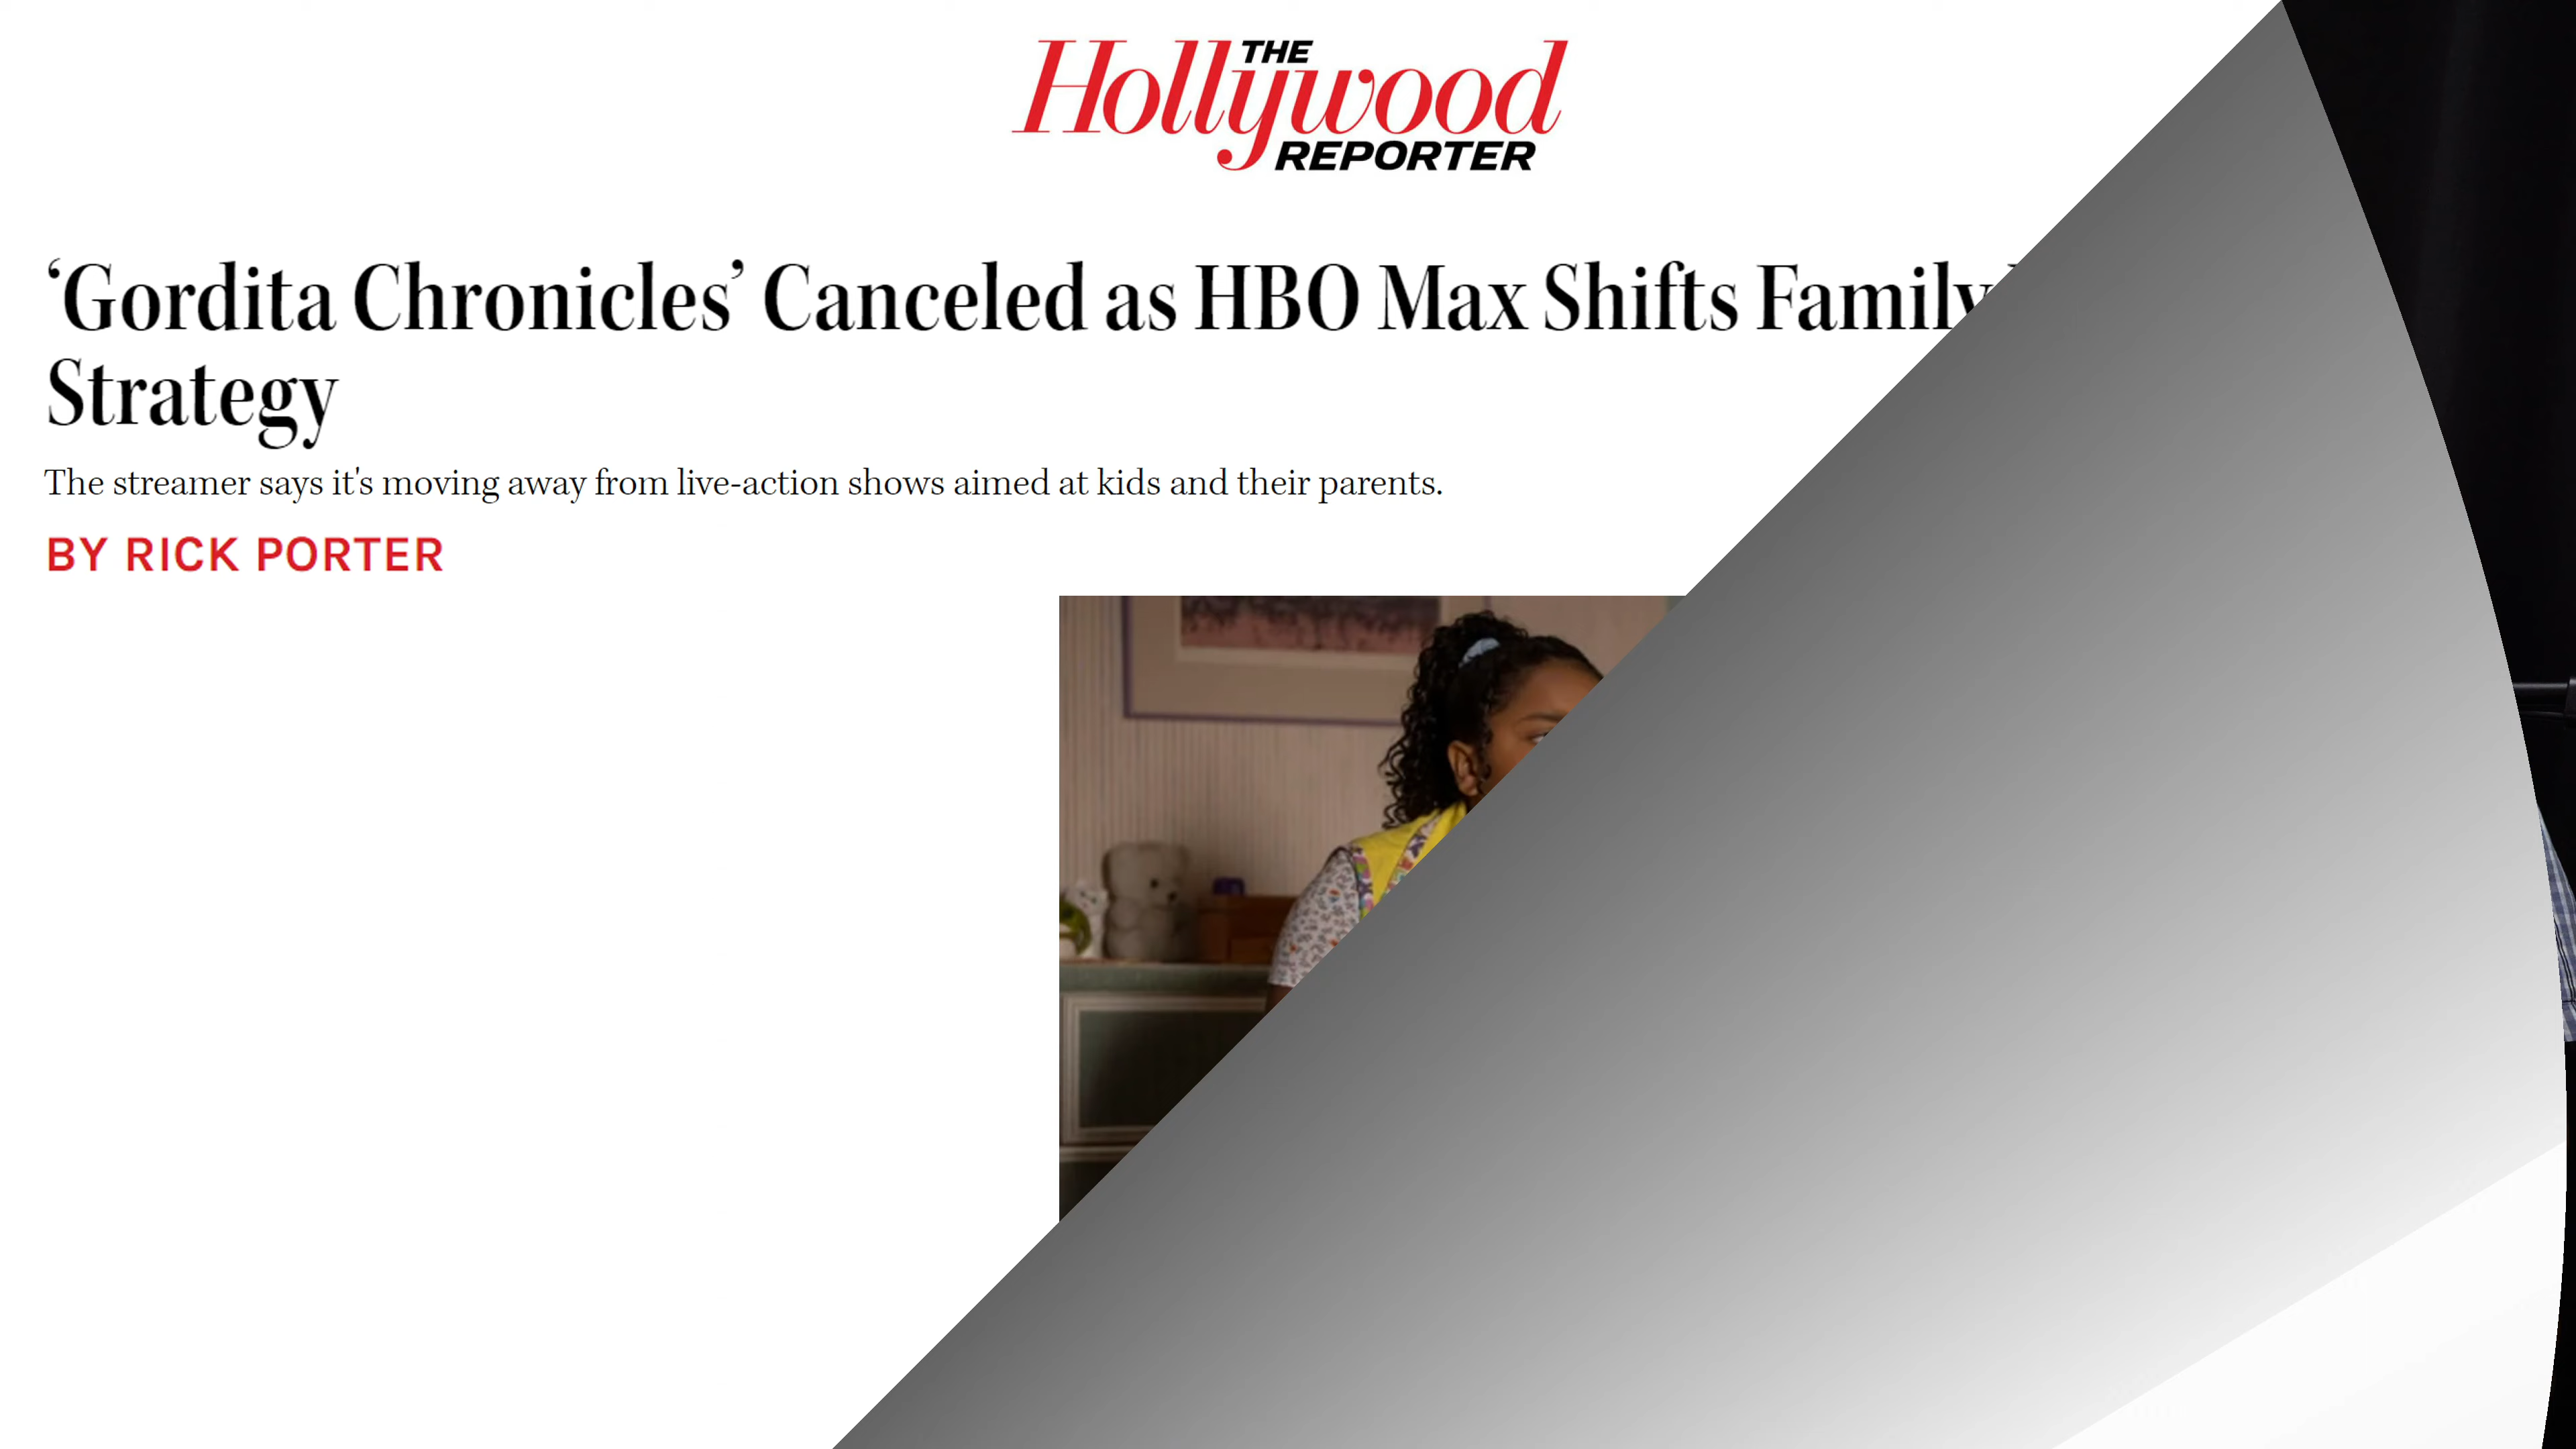 THE
Hollywood
REPORTER
‘Gordita Chronicles’ Canceled as HBO Max Shifts Family
Strategy
The streamer says it's moving away from live-action shows aimed at kids and their parents.
BY RICK PORTER